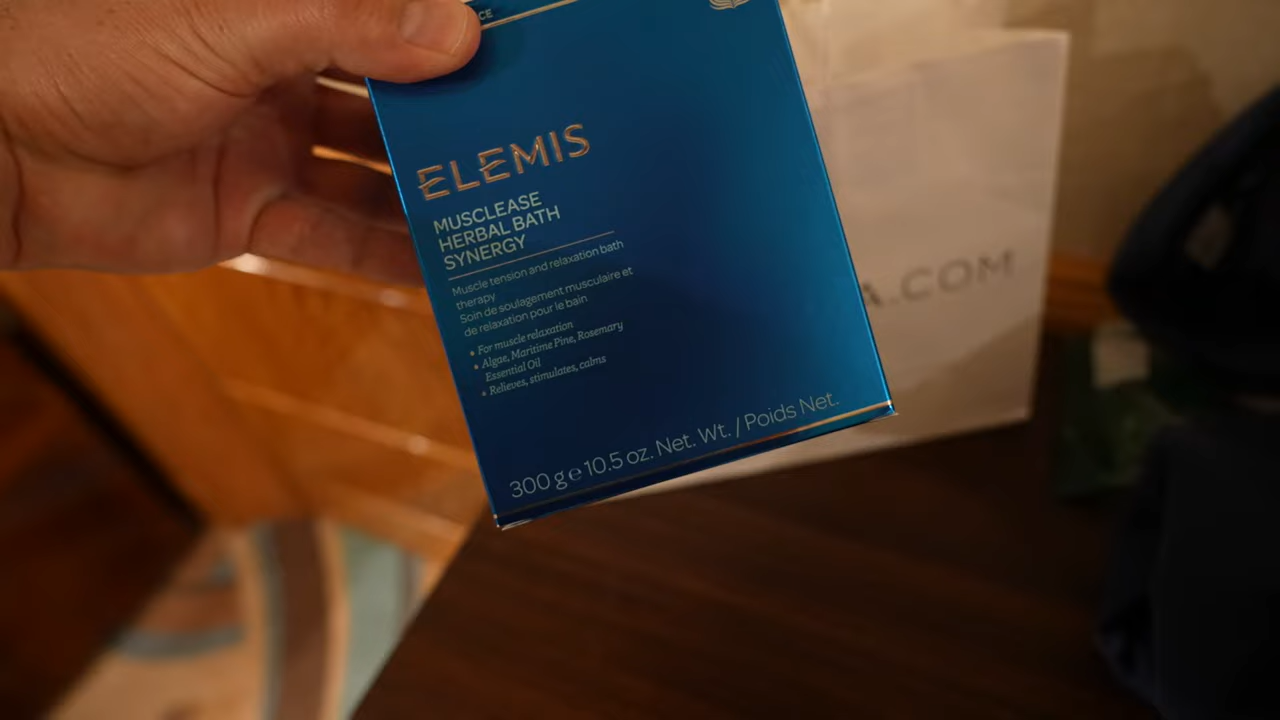 ELEMIS
MUSCLEASE
HERBAL BATH
SYNERGY
Muscle tension and relaxation bath
therapy
Soin de soulagement musculaire et
de relaxation pour le bain
• For muscle relaxation
• Algae, Maritime Pine, Rosemary
Essential Oil
• Relieves, stimulates, calms
300 g e 10.5 oz. Net. Wt. / Poids Net.
A.COM